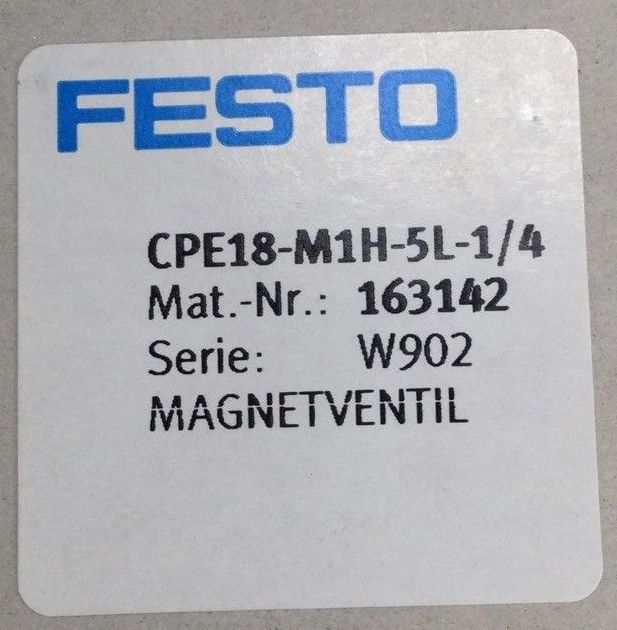 FESTO
CPE18-M1H-5L-1/4
Mat.-Nr.: 163142
Serie: W902
MAGNETVENTIL